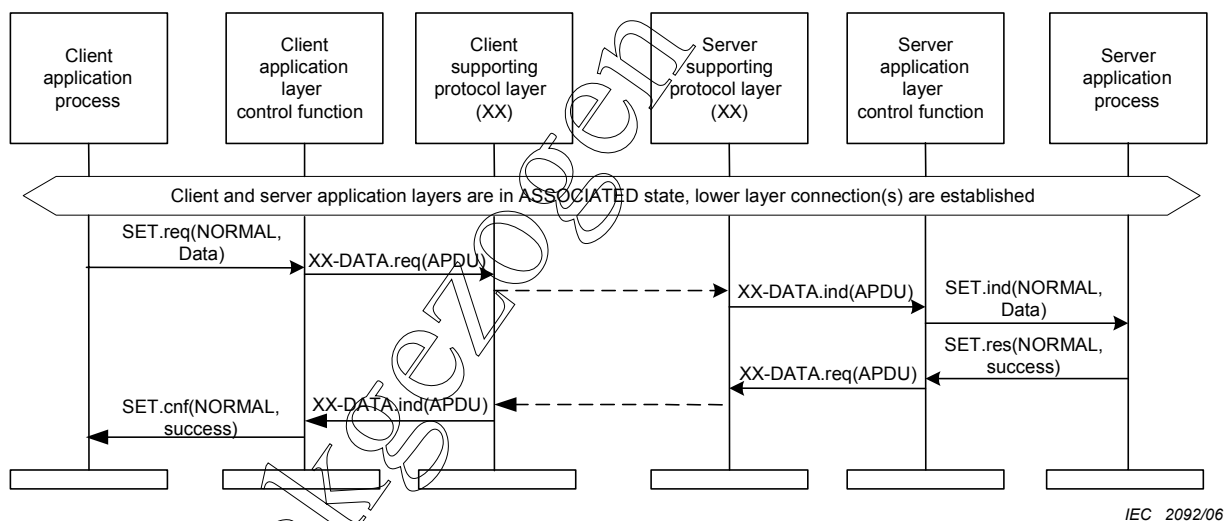 Client
application
process
Client
application
layer
control function
Client
supporting
protocol layer
(XX)
Server
supporting
protocol layer
(XX)
Server
application
layer
control function
Server
application
process
Client and server application layers are in ASSOCIATED state, lower layer connection(s) are established
SET.req(NORMAL,
Data)
XX-DATA.req(APDU)
XX-DATA.ind(APDU)
SET.ind(NORMAL,
Data)
SET.res(NORMAL,
success)
XX-DATA.req(APDU)
XX-DATA.ind(APDU)
SET.cnf(NORMAL,
success)
IEC 2092/06